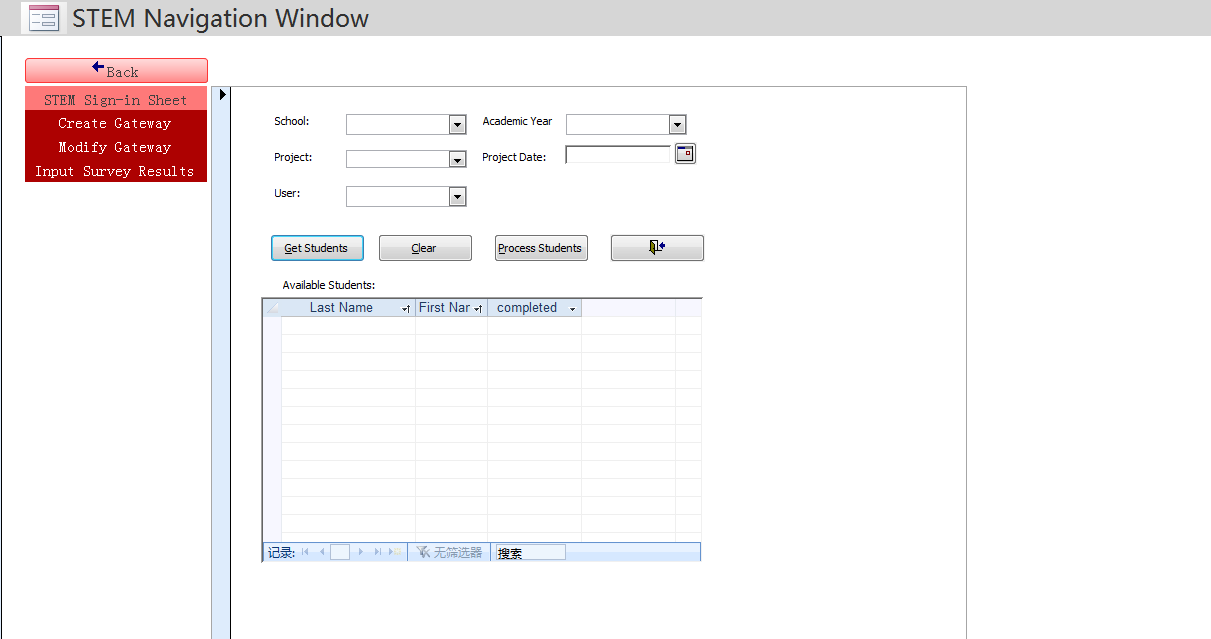 STEM Navigation Window
Back
STEM Sign-in Sheet
Create Gateway
Modify Gateway
Input Survey Results
School:
Academic Year
Project:
Project Date:
User:
Get Students
Clear
Process Students
Available Students:
Last Name
First Nar
completed
记录:
无筛选器
搜索